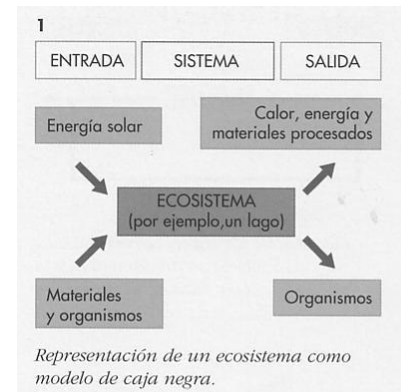 1
ENTRADA
SISTEMA
SALIDA
Energía solar
Calor, energía y
materiales procesados
ECOSISTEMA
(por ejemplo,un lago)
Materiales
y organismos
Organismos
Representación de un ecosistema como
modelo de caja negra.